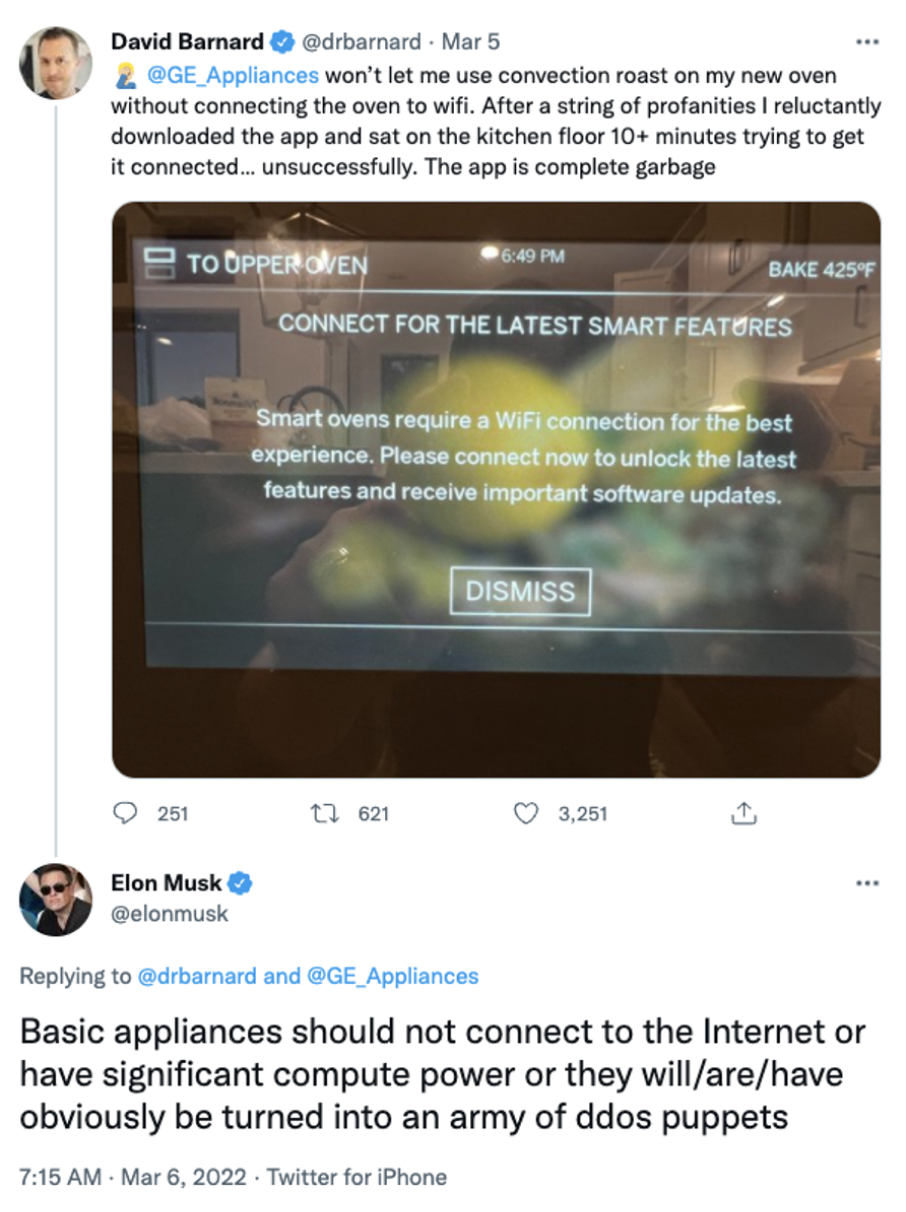 David Barnard @drbarnard · Mar 5
@GE_Appliances won't let me use convection roast on my new oven
without connecting the oven to wifi. After a string of profanities I reluctantly
downloaded the app and sat on the kitchen floor 10+ minutes trying to get
it connected... unsuccessfully. The app is complete garbage
TO UPPER OVEN
6:49 PM
BAKE 425°F
CONNECT FOR THE LATEST SMART FEATURES
Smart ovens require a WiFi connection for the best
experience. Please connect now to unlock the latest
features and receive important software updates.
DISMISS
251 621 3,251
Elon Musk
@elonmusk
Replying to @drbarnard and @GE_Appliances
Basic appliances should not connect to the Internet or
have significant compute power or they will/are/have
obviously be turned into an army of ddos puppets
7:15 AM · Mar 6, 2022 · Twitter for iPhone